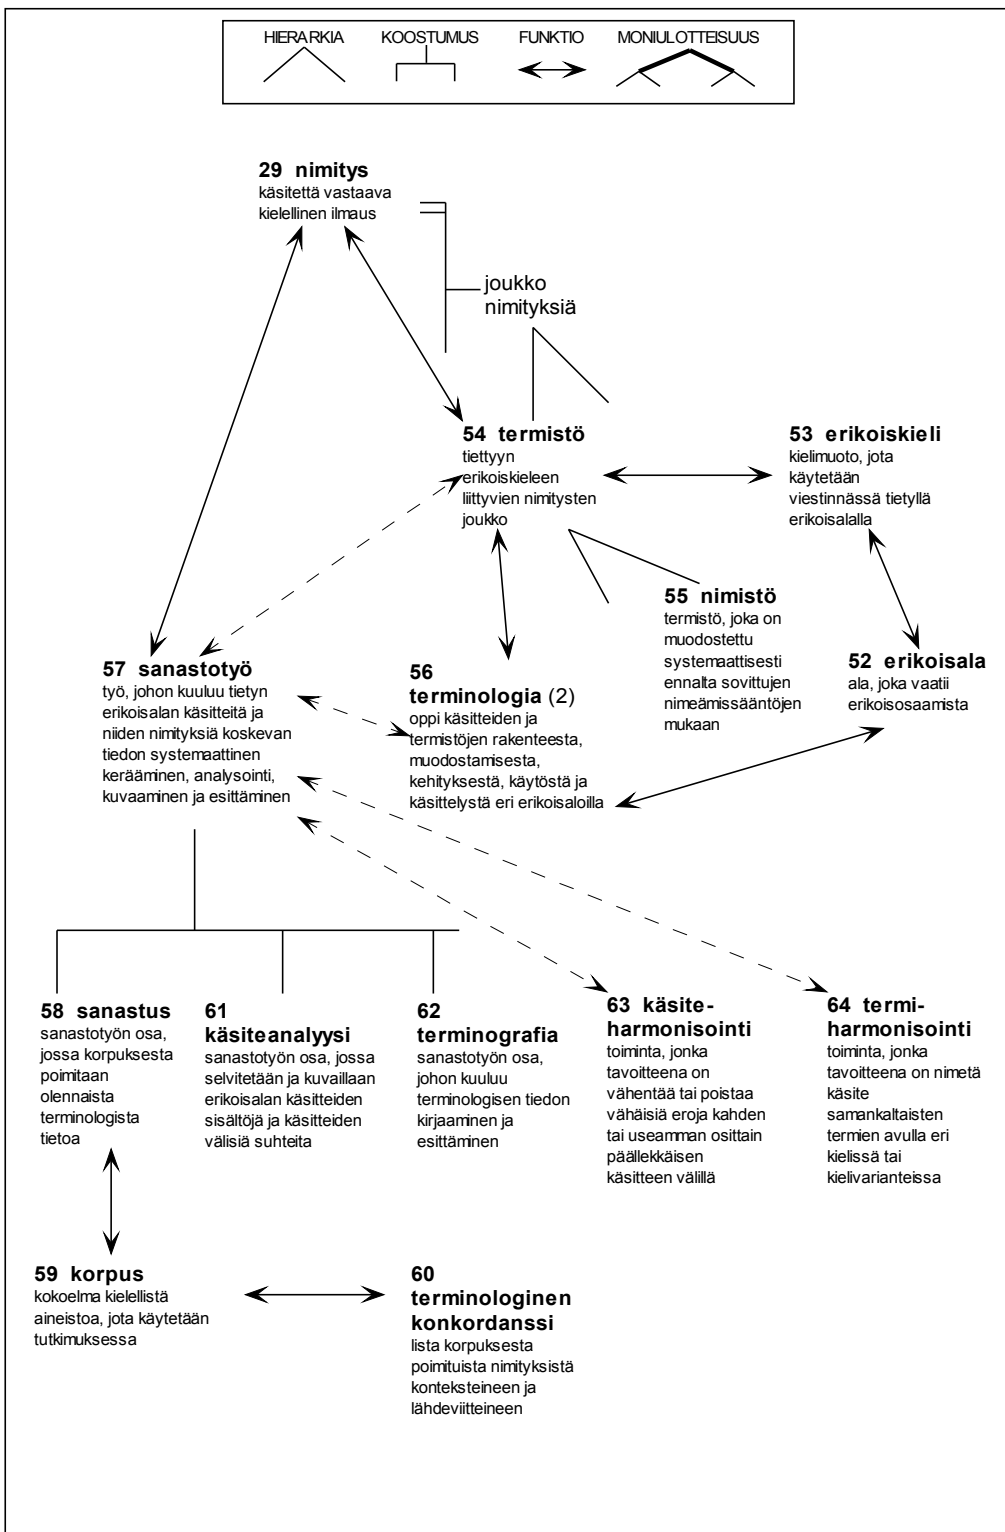 HIERARKIA KOOSTUMUS FUNKTIO MONIULOTTEISUUS
29 nimitys
käsitettä vastaava
kielellinen ilmaus
joukko
nimityksiä
54 termistö
tiettyyn
erikoiskieleen
liittyvien nimitysten
joukko
53 erikoiskieli
kielimuoto, jota
käytetään
viestinnässä tietyllä
erikoisalalla
55 nimistö
termistö, joka on
muodostettu
systemaattisesti
ennalta sovittujen
nimeämissääntöjen
mukaan
52 erikoisala
ala, joka vaatii
erikoisosaamista
57 sanastotyö
työ, johon kuuluu tietyn
erikoisalan käsitteitä ja
niiden nimityksiä koskevan
tiedon systemaattinen
kerääminen, analysointi,
kuvaaminen ja esittäminen
56
terminologia (2)
oppi käsitteiden ja
termistöjen rakenteesta,
muodostamisesta,
kehityksestä, käytöstä ja
käsittelystä eri erikoisaloilla
58 sanastus
sanastotyön osa,
jossa korpuksesta
poimitaan
olennaista
terminologista
tietoa
61
käsiteanalyysi
sanastotyön osa, jossa
selvitetään ja kuvaillaan
erikoisalan käsitteiden
sisältöjä ja käsitteiden
välisiä suhteita
62
terminografia
sanastotyön osa,
johon kuuluu
terminologisen tiedon
kirjaaminen ja
esittäminen
63 käsite-
harmonisointi
toiminta, jonka
tavoitteena on
vähentää tai poistaa
vähäisiä eroja kahden
tai useamman osittain
päällekkäisen
käsitteen välillä
64 termi-
harmonisointi
toiminta, jonka
tavoitteena on nimetä
käsite
samankaltaisten
termien avulla eri
kielissä tai
kielivarianteissa
59 korpus
kokoelma kielellistä
aineistoa, jota käytetään
tutkimuksessa
60
terminologinen
konkordanssi
lista korpuksesta
poimituista nimityksistä
konteksteineen ja
lähdeviitteineen